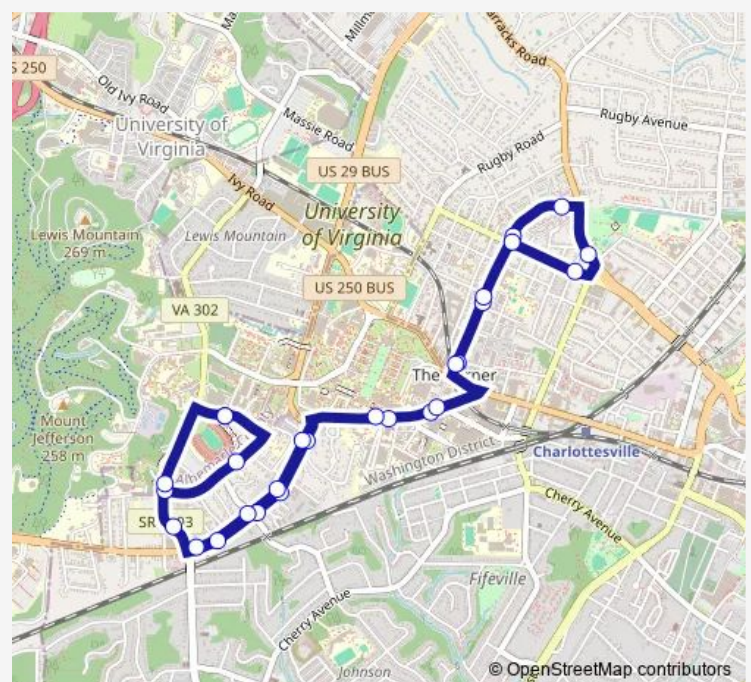 Barracks Road
S 250
Old Ivy Road
University of
Virginia
Massie Road
Rugby Avenue
Rugby Road
US 29 BUS
Ivy Road
University
of Virginia
Lewis Mountain
269 m
Lewis Mountain
US 250 BUS
VA 302
The Corner
Mount
Jefferson
258 m
Washington District
Charlottesville
Cherry Avenue
Fifeville
Cherry Avenue
Johnson
© OpenStreetMap contributors